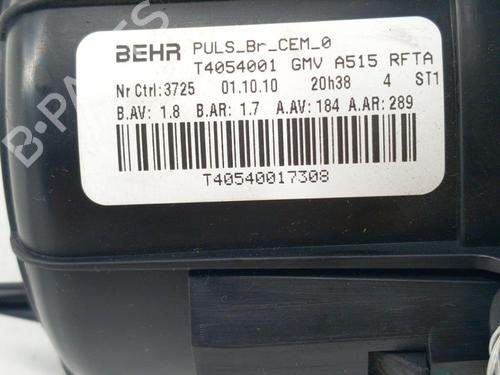 BEHR PULS_Br_CEM_0
T4054001 GMV A515 RFTA
Nr Ctrl:3725 01.10.10 20h38 4 ST1
B.AV: 1.8 B.AR: 1.7 A.AV: 184 A.AR: 289
T40540017308
B-PARTS